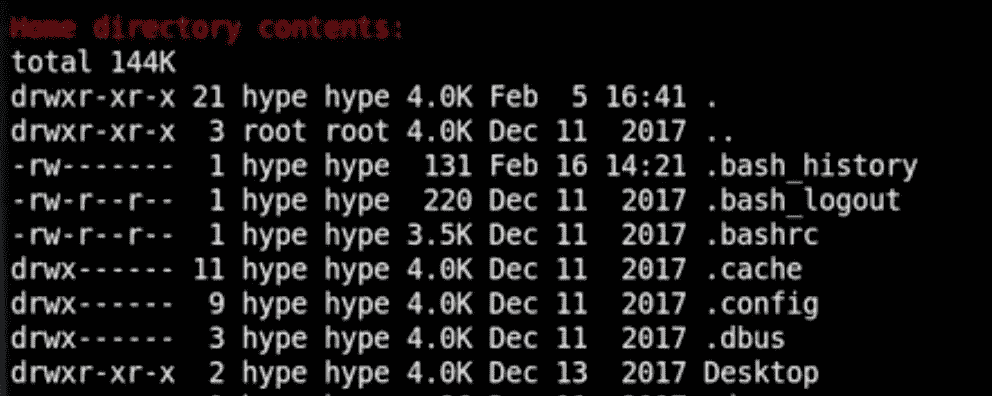 Home directory contents:
total 144K
drwxr-xr-x 21 hype hype 4.0K Feb  5 16:41 .
drwxr-xr-x  3 root root 4.0K Dec 11  2017 ..
-rw-------  1 hype hype  131 Feb 16 14:21 .bash_history
-rw-r--r--  1 hype hype  220 Dec 11  2017 .bash_logout
-rw-r--r--  1 hype hype 3.5K Dec 11  2017 .bashrc
drwx------ 11 hype hype 4.0K Dec 11  2017 .cache
drwx------  9 hype hype 4.0K Dec 11  2017 .config
drwx------  3 hype hype 4.0K Dec 11  2017 .dbus
drwxr-xr-x  2 hype hype 4.0K Dec 13  2017 Desktop